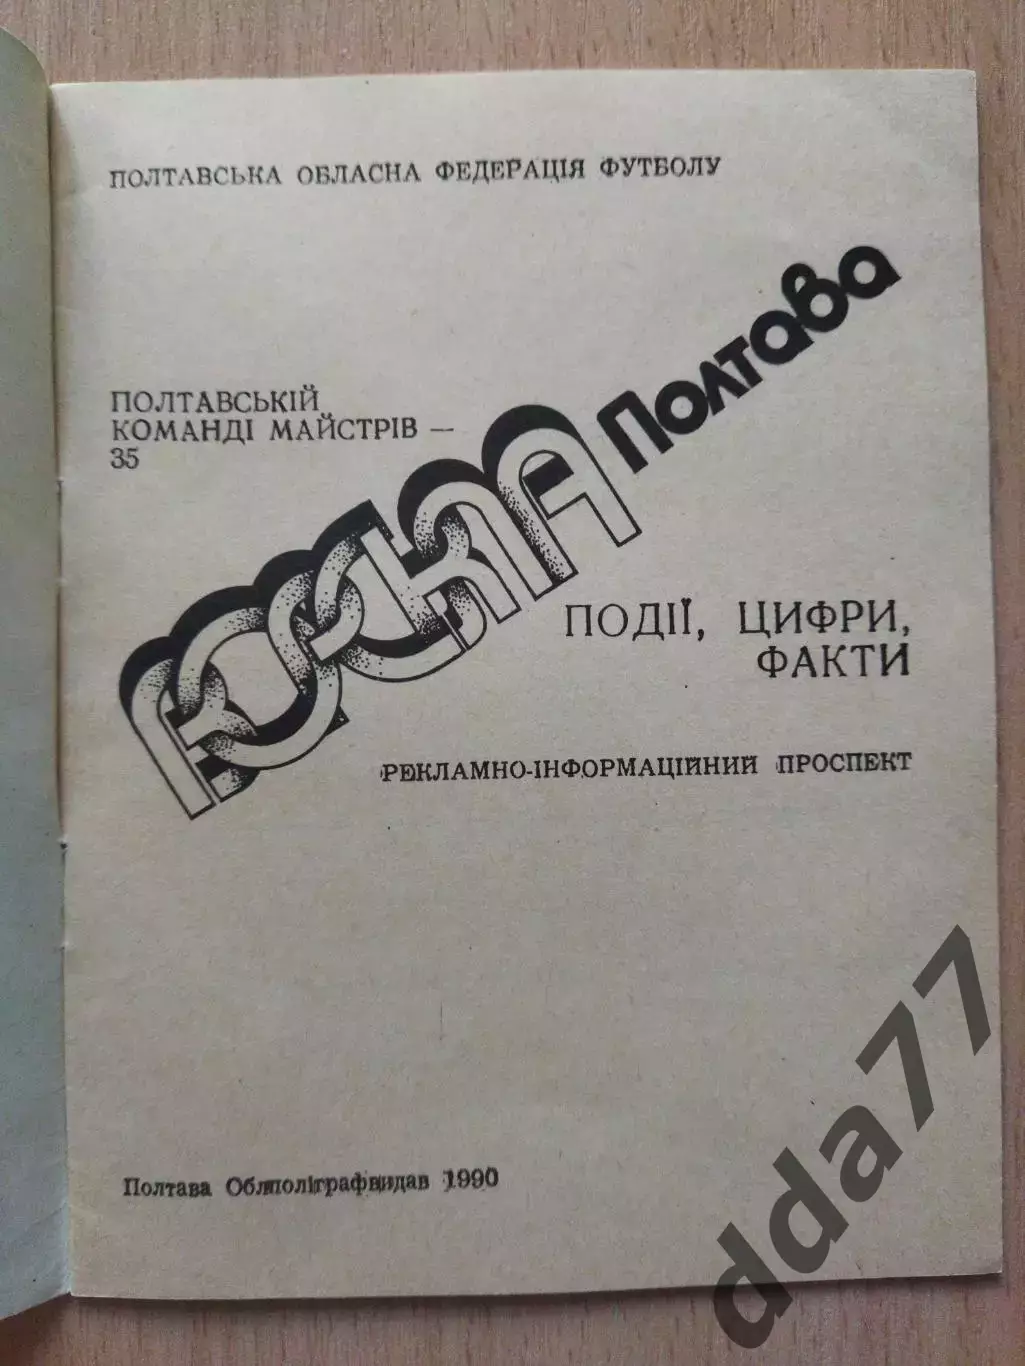 ПОЛТАВСЬКА ОБЛАСНА ФЕДЕРАЦІЯ ФУТБОЛУ
ПОЛТАВСЬКІЙ
КОМАНДІ МАЙСТРІВ —
35
ВОРСКЛА Полтава
ПОДІЇ, ЦИФРИ,
ФАКТИ
РЕКЛАМНО-ІНФОРМАЦІЙНИЙ ПРОСПЕКТ
Полтава Облполіграфвидав 1990
dda77